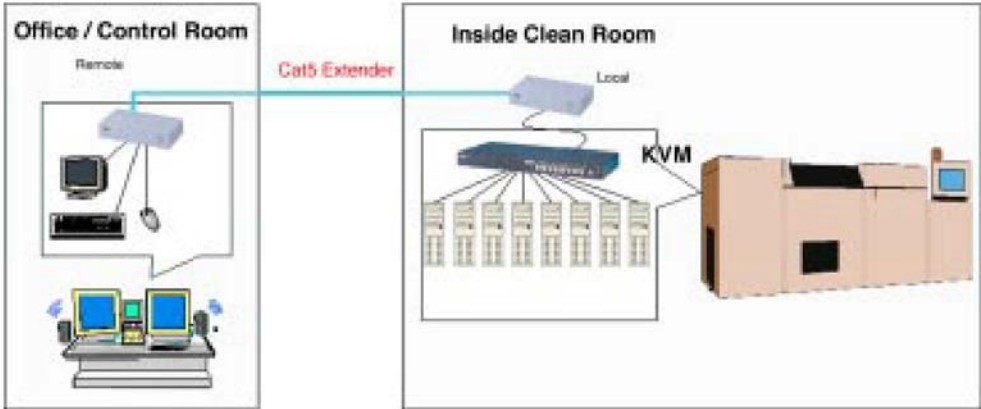 Office / Control Room
Remote
Cat5 Extender
Inside Clean Room
Local
KVM